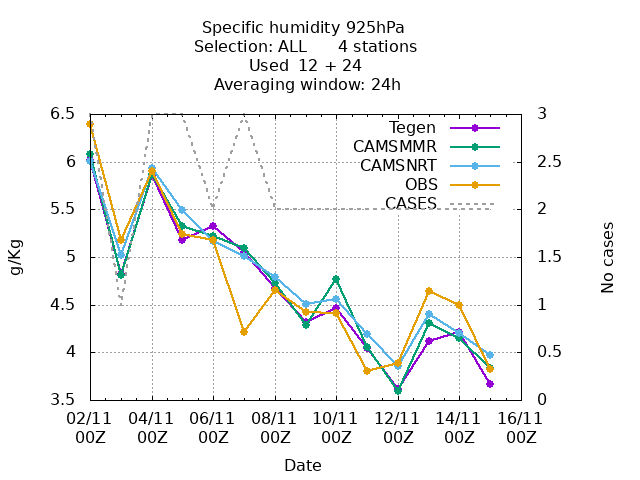 Specific humidity 925hPa
Selection: ALL      4 stations
Used  12 + 24
Averaging window: 24h
6.5
6
5.5
5
4.5
4
3.5
3
2.5
2
1.5
1
0.5
0
Tegen
CAMSMMR
CAMSNRT
OBS
CASES
g/Kg
No cases
02/11 04/11 06/11 08/11 10/11 12/11 14/11 16/11
00Z 00Z 00Z 00Z 00Z 00Z 00Z 00Z
Date